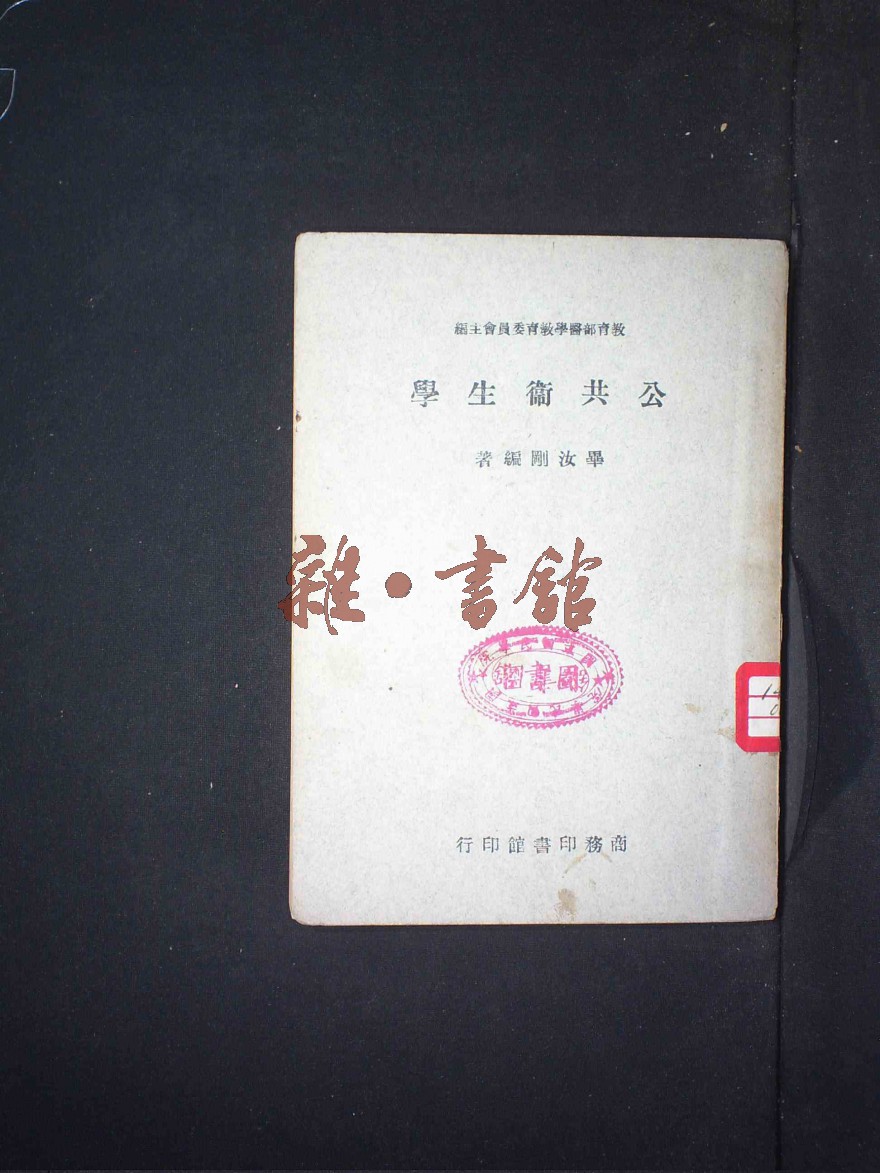 教育部醫學教育委員會主編
公共衞生學
畢汝剛編著
雜·書館
圖書館
商務印書館印行